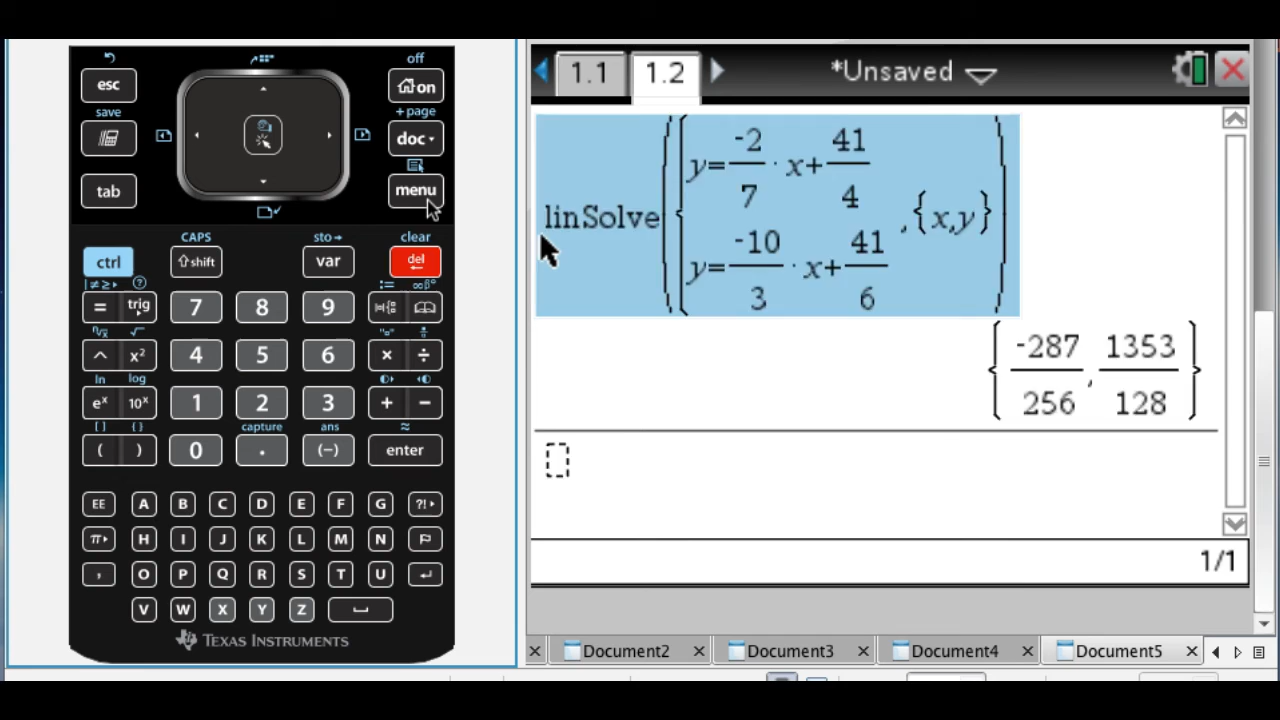 off
esc
on
save
+ page
doc
tab
menu
CAPS
sto→
clear
ctrl
⇧shift
var
del
←
|≠≥▸ ?
:= ∞β°
= trig 7 8 9
ⁿ√x √
"∘" ÷
^ x² 4 5 6 × ÷
ln log
eˣ 10ˣ 1 2 3 + −
[ ] { } capture ans ≈
( ) 0 . (−) enter
EE A B C D E F G ?!▸
π▸ H I J K L M N
, O P Q R S T U ↵
V W X Y Z
TEXAS INSTRUMENTS
1.1 1.2 *Unsaved
linSolve({y=-2/7·x+41/4
y=-10/3·x+41/6,{x,y})
{-287/256,1353/128}
1/1
Document2 Document3 Document4 Document5